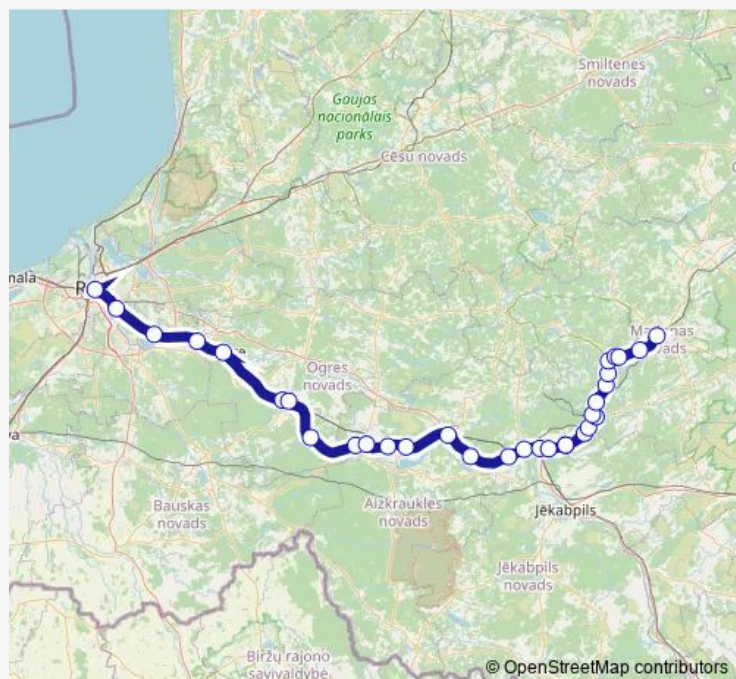 Smiltenes
novads
Gaujas
nacionālais
parks
Cēsu novads
R
novads
Ogres
novads
Bauskas
novads
Aizkraukles
novads
Jēkabpils
Jēkabpils
novads
Biržų rajono
savivaldybė
© OpenStreetMap contributors